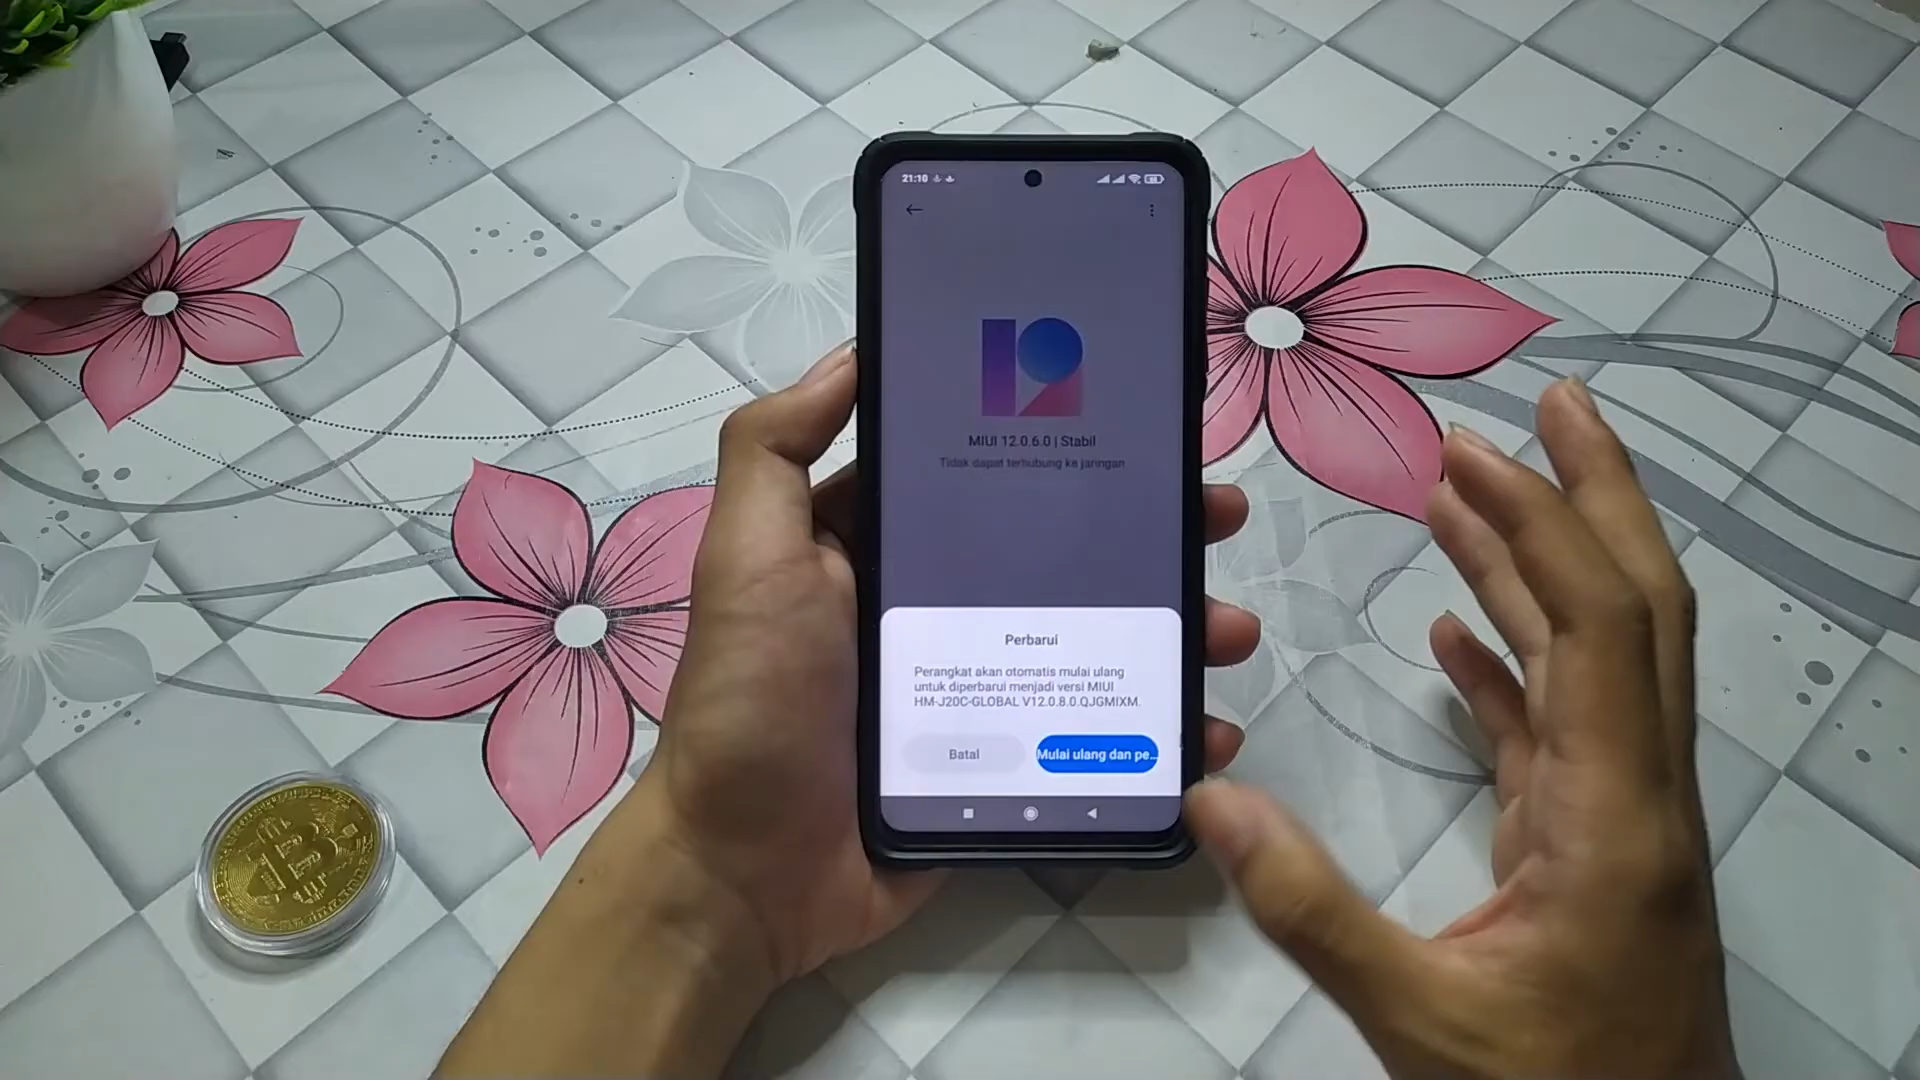 21:10
12
MIUI 12.0.6.0 | Stabil
Tidak dapat terhubung ke jaringan
Perbarui
Perangkat akan otomatis mulai ulang
untuk diperbarui menjadi versi MIUI
HM-J20C-GLOBAL V12.0.8.0.QJGMIXM.
Batal
Mulai ulang dan pe...